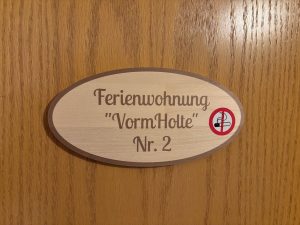 Ferienwohnung
"VormHolte"
Nr. 2